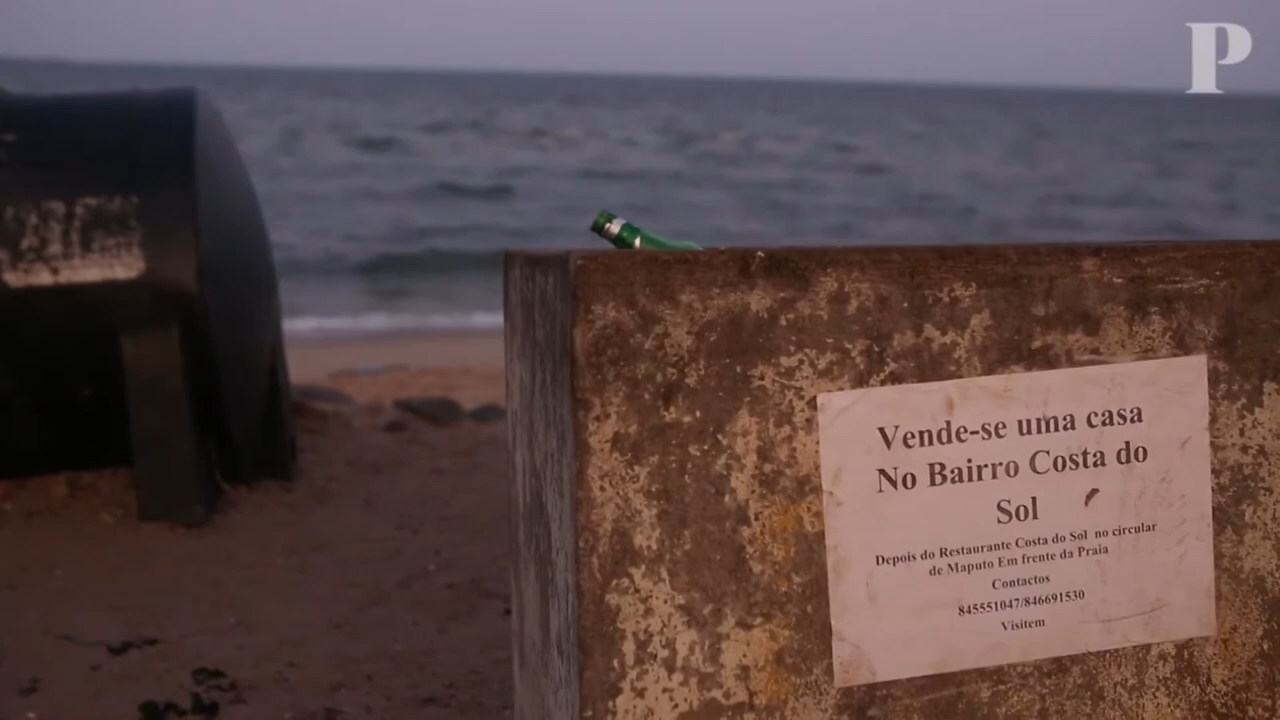 P
Vende-se uma casa
No Bairro Costa do
Sol
Depois do Restaurante Costa do Sol no circular
de Maputo Em frente da Praia
Contactos
845551047/846691530
Visitem